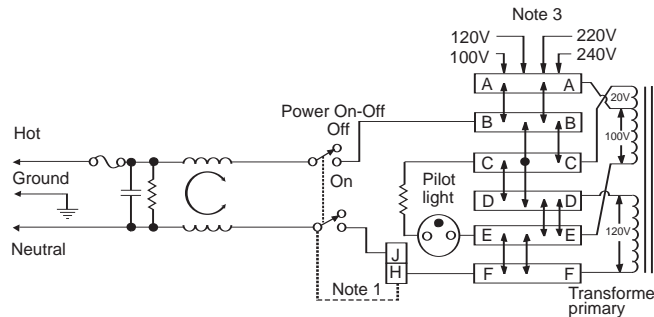 Note 3
120V 220V
100V 240V
A A
Power On-Off
Off
B B
20V
Hot
100V
C C
Ground
On
Pilot
light
D D
E E
120V
Neutral
J
H
F F
Note 1
Transforme
primary